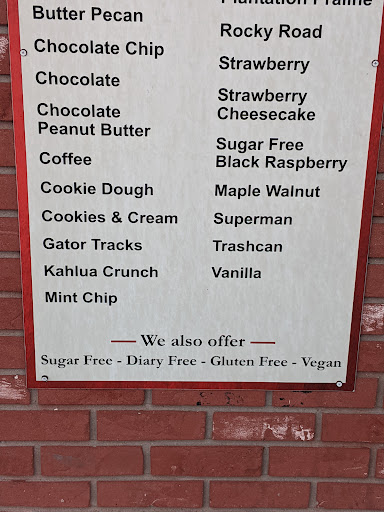 Butter Pecan
Chocolate Chip
Chocolate
Chocolate
Peanut Butter
Coffee
Cookie Dough
Cookies & Cream
Gator Tracks
Kahlua Crunch
Mint Chip
Plantation Praline
Rocky Road
Strawberry
Strawberry
Cheesecake
Sugar Free
Black Raspberry
Maple Walnut
Superman
Trashcan
Vanilla
We also offer
Sugar Free - Diary Free - Gluten Free - Vegan